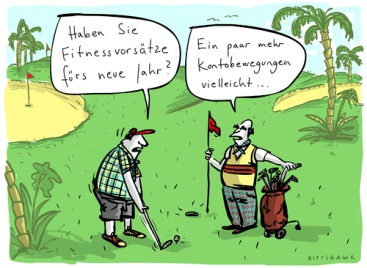 Haben Sie
Fitnessvorsätze
fürs neue Jahr?
Ein paar mehr
Kontobewegungen
vielleicht...
KITTIHAWK